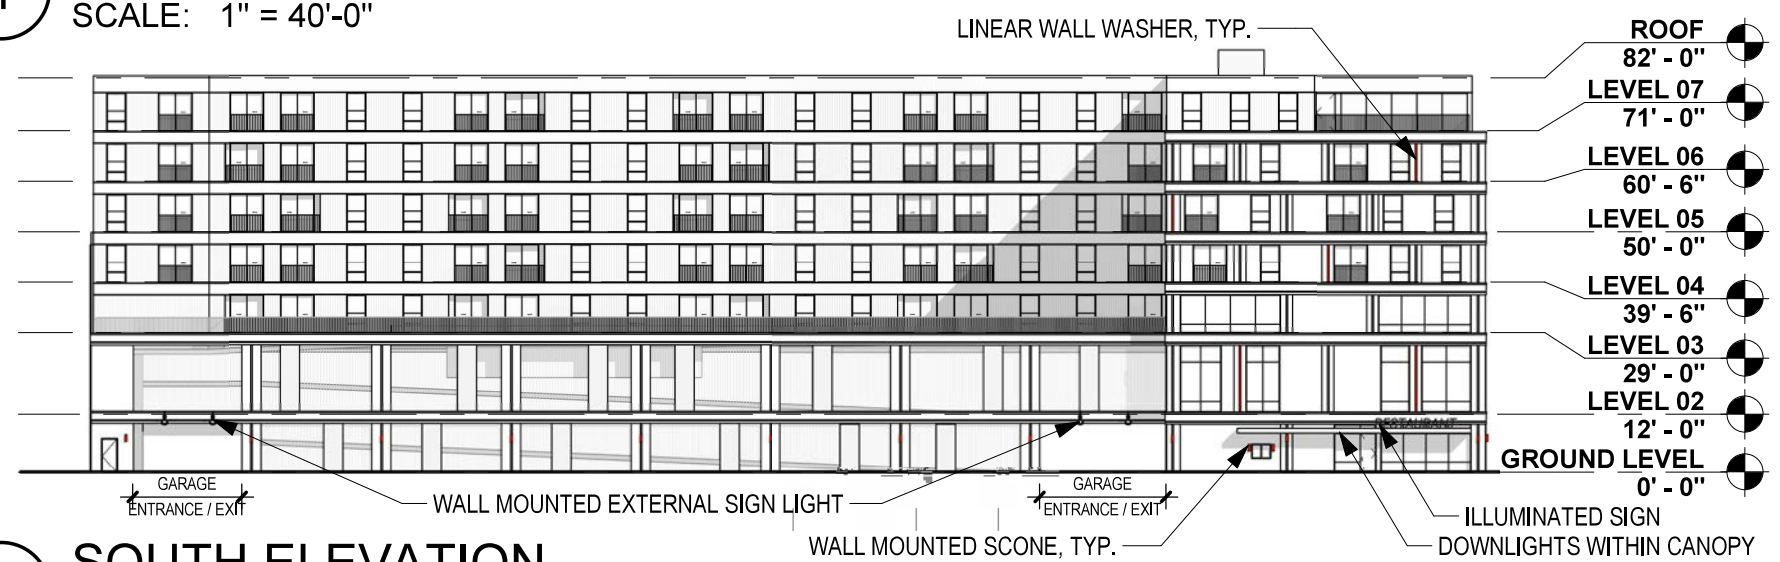 SCALE: 1" = 40'-0"
LINEAR WALL WASHER, TYP.
ROOF
82' - 0"
LEVEL 07
71' - 0"
LEVEL 06
60' - 6"
LEVEL 05
50' - 0"
LEVEL 04
39' - 6"
LEVEL 03
29' - 0"
LEVEL 02
12' - 0"
RESTAURANT
GROUND LEVEL
0' - 0"
GARAGE
ENTRANCE / EXIT
WALL MOUNTED EXTERNAL SIGN LIGHT
GARAGE
ENTRANCE / EXIT
ILLUMINATED SIGN
WALL MOUNTED SCONE, TYP.
DOWNLIGHTS WITHIN CANOPY
SOUTH ELEVATION